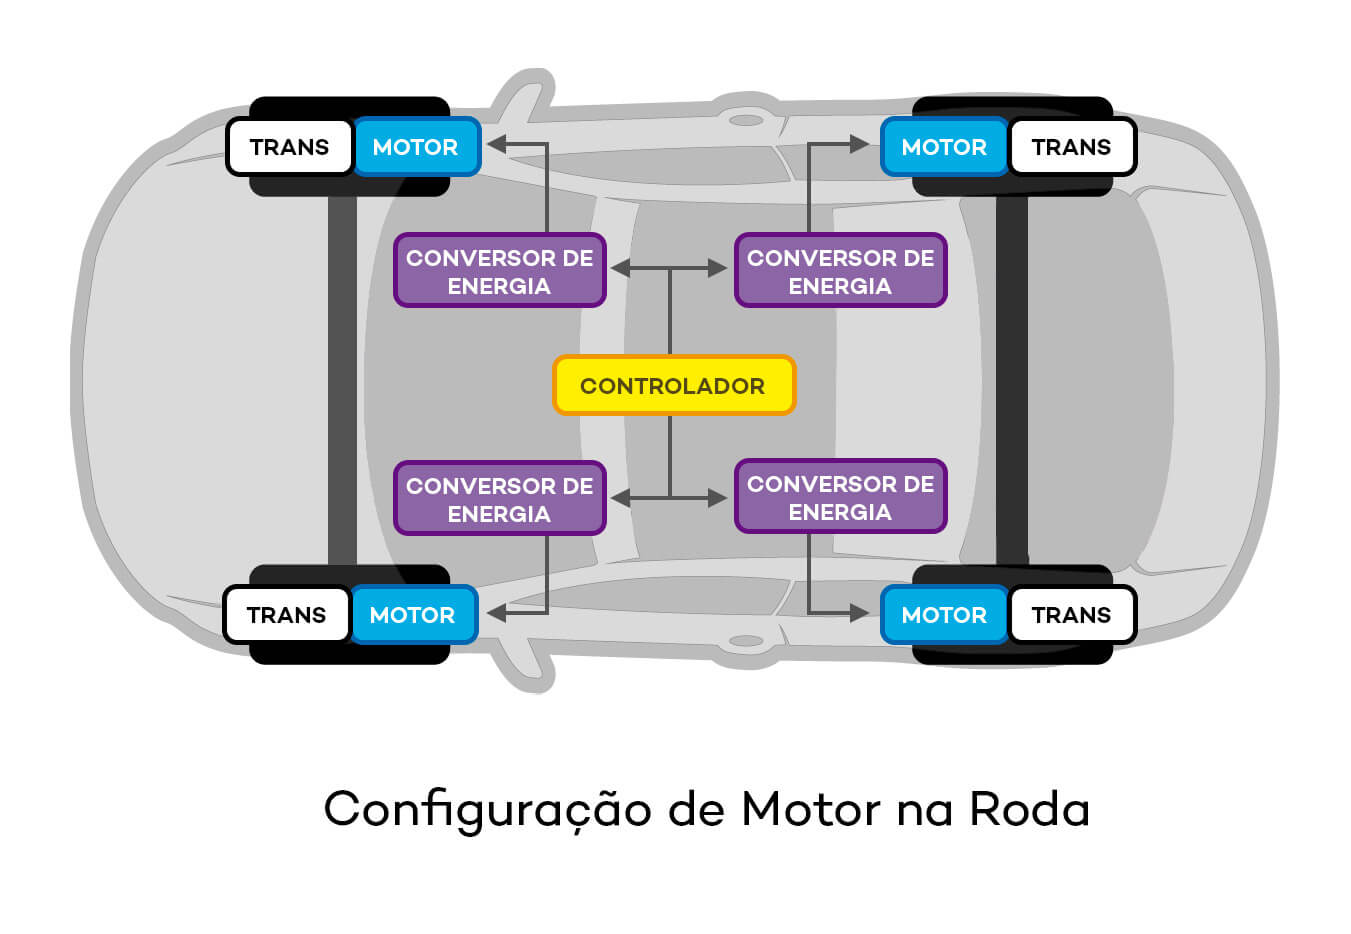 TRANS MOTOR MOTOR TRANS
CONVERSOR DE
ENERGIA
CONVERSOR DE
ENERGIA
CONTROLADOR
CONVERSOR DE
ENERGIA
CONVERSOR DE
ENERGIA
TRANS MOTOR MOTOR TRANS
Configuração de Motor na Roda